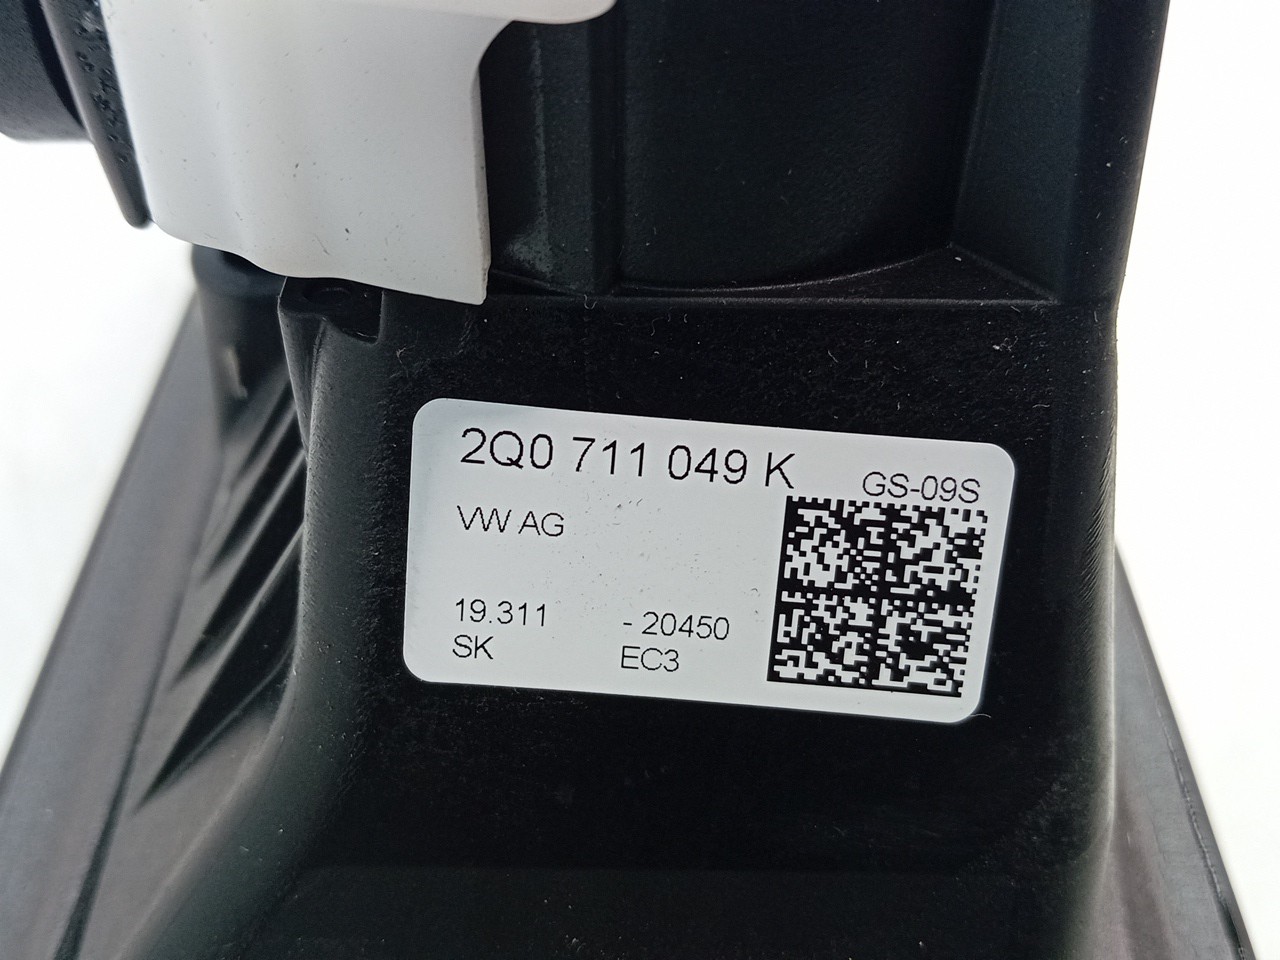 2Q0 711 049 K
GS-09S
VW AG
19.311 - 20450
SK EC3